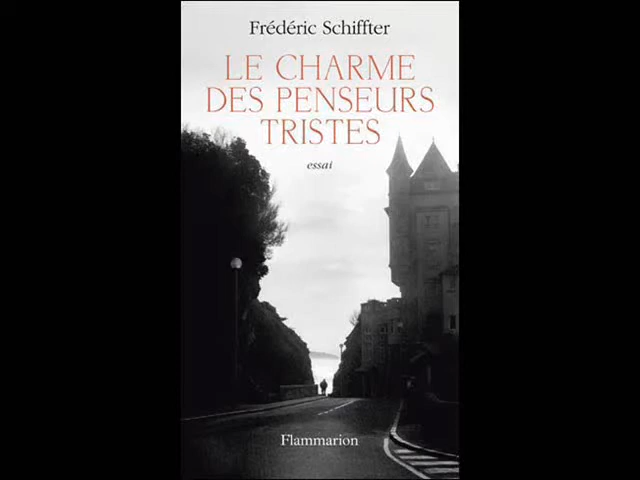 Frédéric Schiffter
LE CHARME
DES PENSEURS
TRISTES
essai
Flammarion